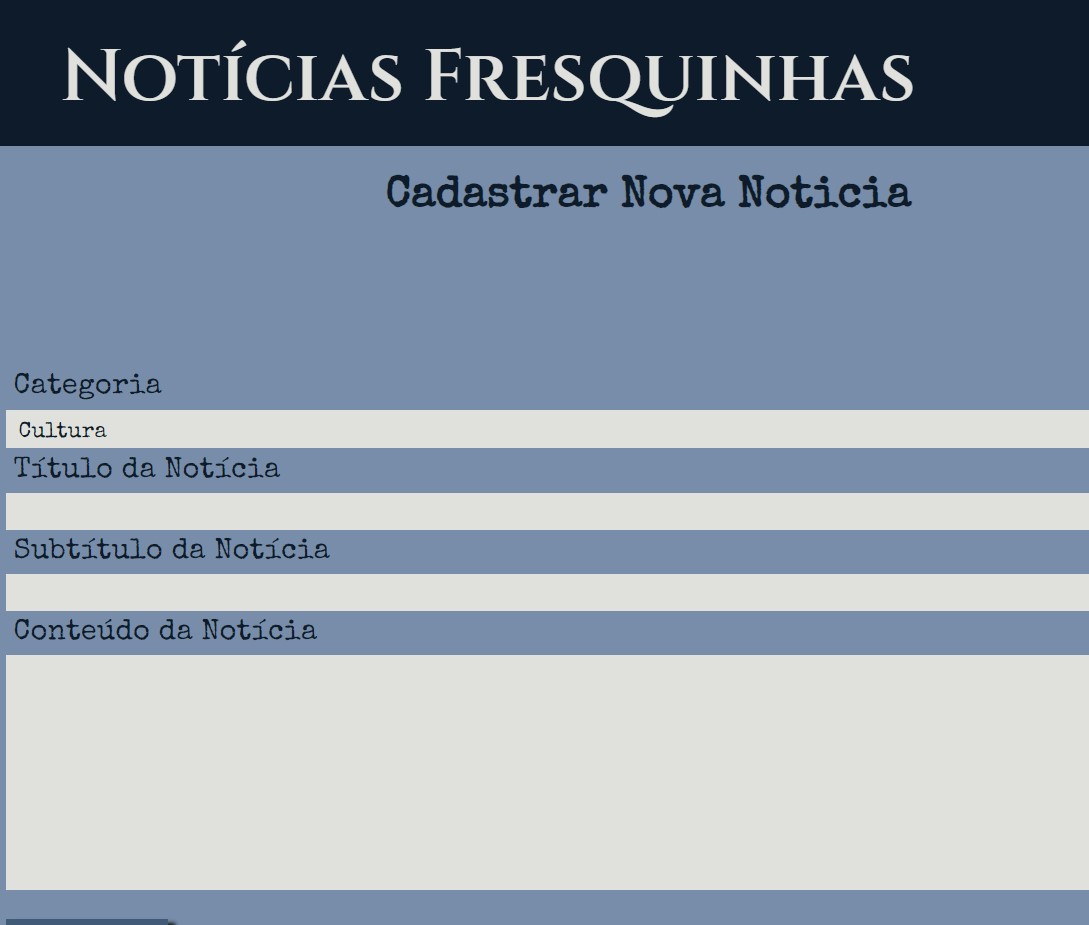 Notícias Fresquinhas
Cadastrar Nova Noticia
Categoria
Cultura
Título da Notícia
Subtítulo da Notícia
Conteúdo da Notícia